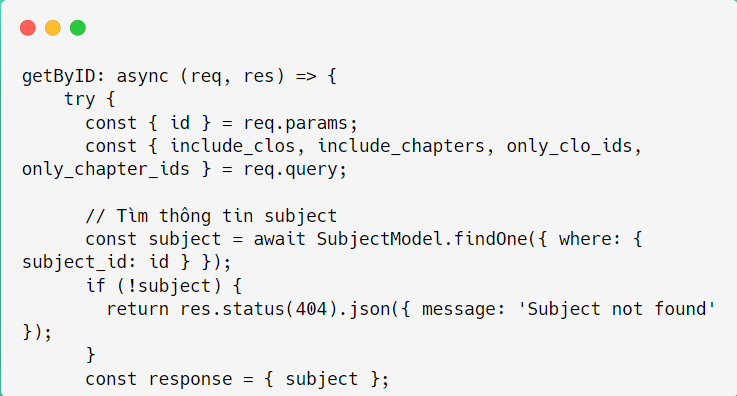 getByID: async (req, res) => {
    try {
      const { id } = req.params;
      const { include_clos, include_chapters, only_clo_ids,
only_chapter_ids } = req.query;

      // Tìm thông tin subject
      const subject = await SubjectModel.findOne({ where: {
subject_id: id } });
      if (!subject) {
        return res.status(404).json({ message: 'Subject not found'
});
      }
      const response = { subject };